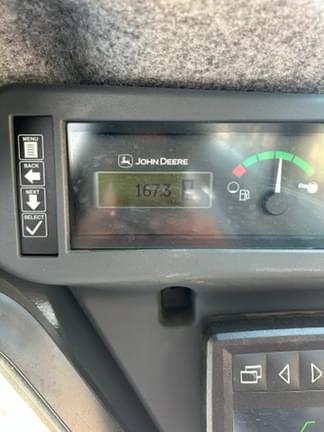 MENU
BACK
NEXT
SELECT
JOHN DEERE
167.3